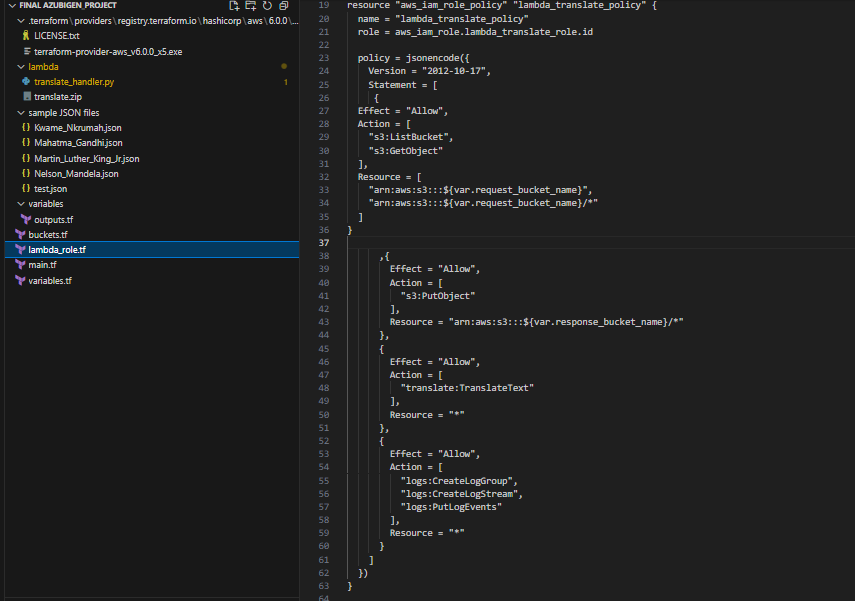 FINAL AZUBIGEN_PROJECT
.terraform\providers\registry.terraform.io\hashicorp\aws\6.0.0\...
LICENSE.txt
terraform-provider-aws_v6.0.0_x5.exe
lambda
translate_handler.py 1
translate.zip
sample JSON files
Kwame_Nkrumah.json
Mahatma_Gandhi.json
Martin_Luther_King_Jr.json
Nelson_Mandela.json
test.json
variables
outputs.tf
buckets.tf
lambda_role.tf
main.tf
variables.tf
19 resource "aws_iam_role_policy" "lambda_translate_policy" {
20 name = "lambda_translate_policy"
21 role = aws_iam_role.lambda_translate_role.id
22
23 policy = jsonencode({
24 Version = "2012-10-17",
25 Statement = [
26 {
27 Effect = "Allow",
28 Action = [
29 "s3:ListBucket",
30 "s3:GetObject"
31 ],
32 Resource = [
33 "arn:aws:s3:::${var.request_bucket_name}",
34 "arn:aws:s3:::${var.request_bucket_name}/*"
35 ]
36 }
37
38 ,{
39 Effect = "Allow",
40 Action = [
41 "s3:PutObject"
42 ],
43 Resource = "arn:aws:s3:::${var.response_bucket_name}/*"
44 },
45 {
46 Effect = "Allow",
47 Action = [
48 "translate:TranslateText"
49 ],
50 Resource = "*"
51 },
52 {
53 Effect = "Allow",
54 Action = [
55 "logs:CreateLogGroup",
56 "logs:CreateLogStream",
57 "logs:PutLogEvents"
58 ],
59 Resource = "*"
60 }
61 ]
62 })
63 }
64